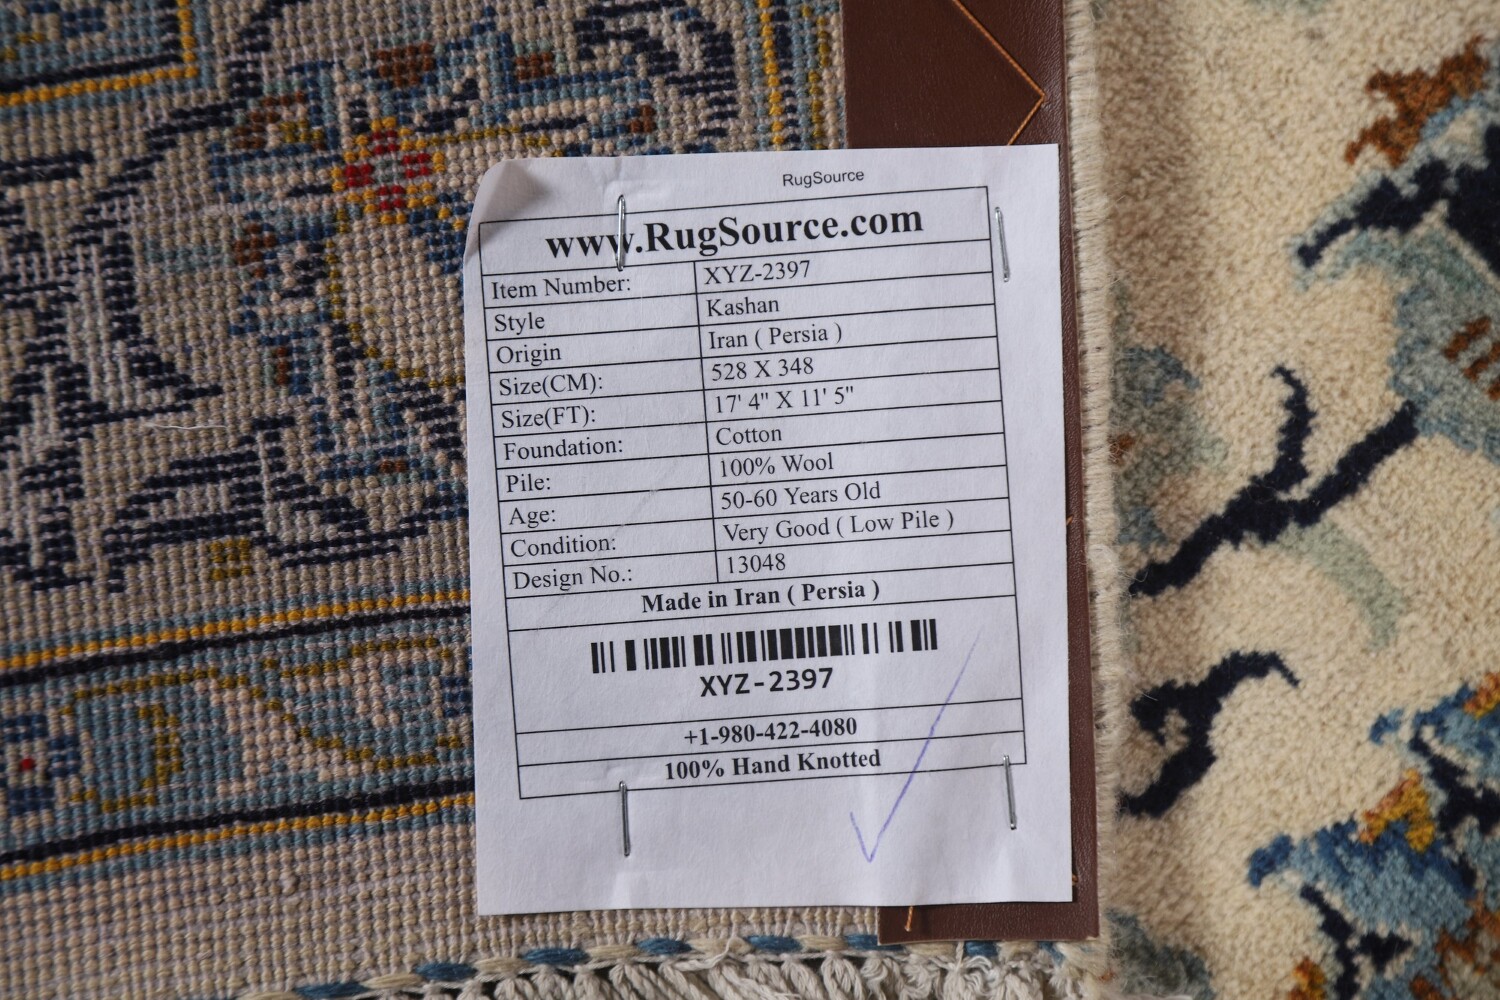 RugSource
www.RugSource.com
Item Number: XYZ-2397
Style Kashan
Origin Iran ( Persia )
Size(CM): 528 X 348
Size(FT): 17' 4" X 11' 5"
Foundation: Cotton
Pile: 100% Wool
Age: 50-60 Years Old
Condition: Very Good ( Low Pile )
Design No.: 13048
Made in Iran ( Persia )
XYZ-2397
+1-980-422-4080
100% Hand Knotted